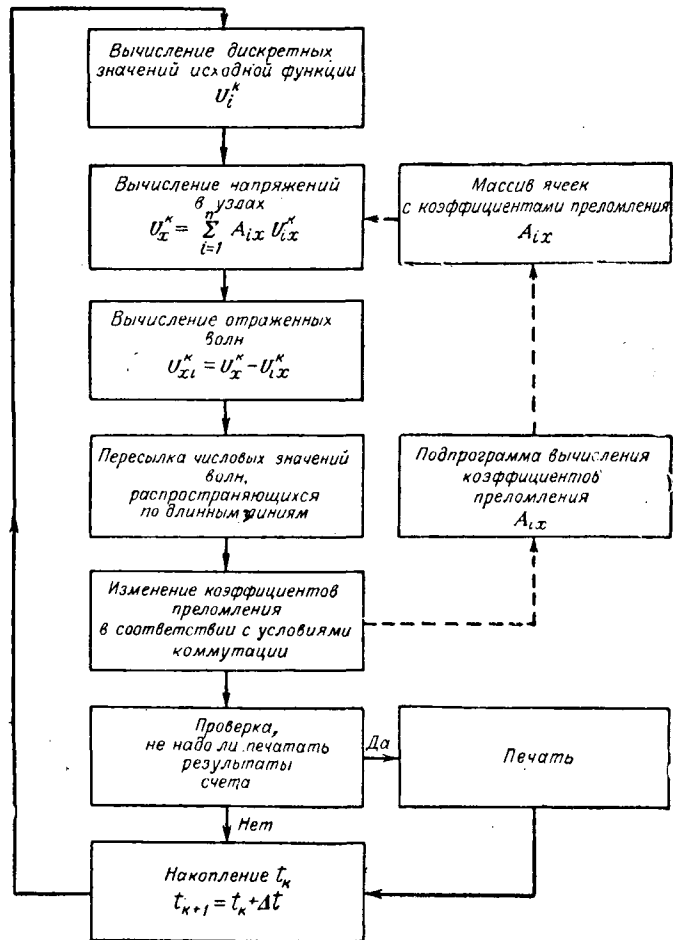 Вычисление дискретных
значений исходной функции
U_i^к
Вычисление напряжений
в узлах
U_x^к = \sum_{i=1}^{n} A_{ix} U_{ix}^к
Массив ячеек
с коэффициентами преломления
A_{ix}
Вычисление отраженных
волн
U_{xi}^к = U_x^к - U_{ix}^к
Пересылка числовых значений
волн,
распространяющихся
по длинным линиям
Подпрограмма вычисления
коэффициентов
преломления
A_{ix}
Изменение коэффициентов
преломления
в соответствии с условиями
коммутации
Проверка,
не надо ли печатать
результаты
счета
Да
Печать
Нет
Накопление t_к
t_{к+1} = t_к + Δt